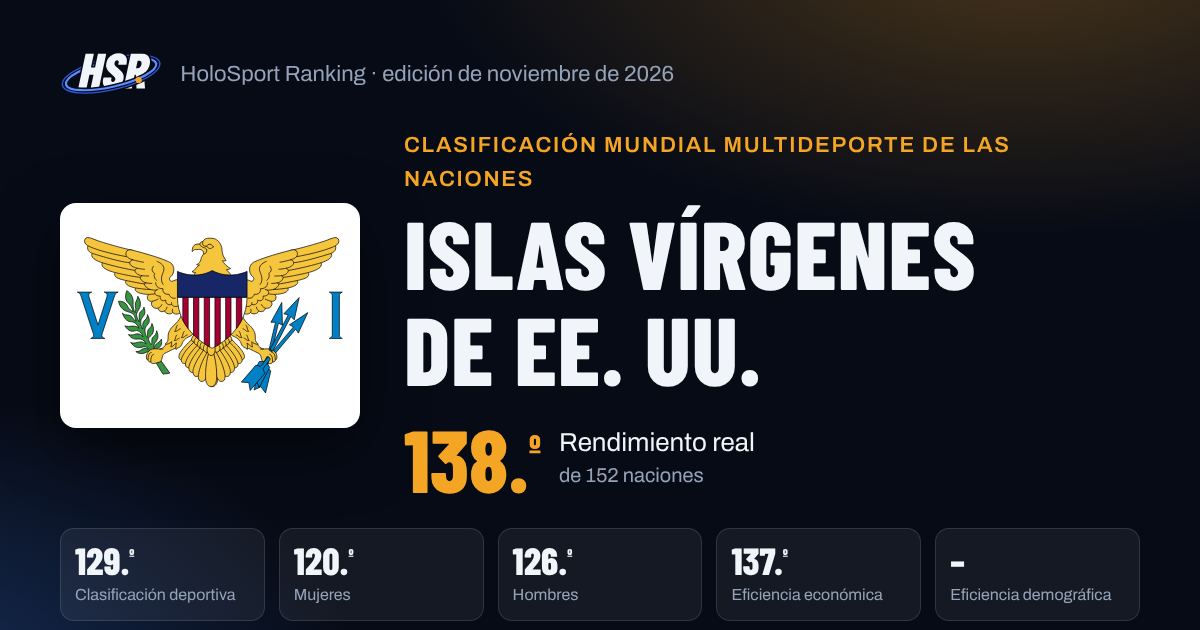 HSR
HoloSport Ranking · edición de noviembre de 2026
CLASIFICACIÓN MUNDIAL MULTIDEPORTE DE LAS
NACIONES
ISLAS VÍRGENES
DE EE. UU.
V I
138.º Rendimiento real
de 152 naciones
129.º
Clasificación deportiva
120.º
Mujeres
126.º
Hombres
137.º
Eficiencia económica
–
Eficiencia demográfica